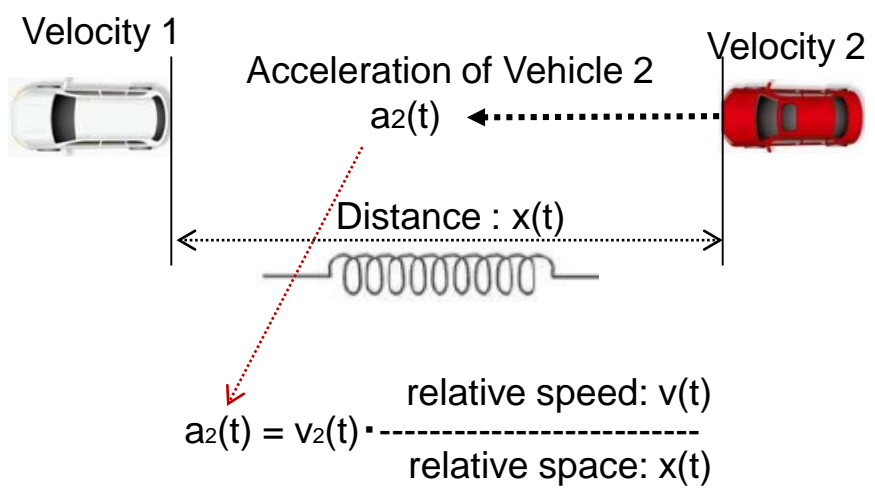 Velocity 1
Velocity 2
Acceleration of Vehicle 2
a2(t)
Distance : x(t)
relative speed: v(t)
a2(t) = v2(t) · --------------------------
relative space: x(t)